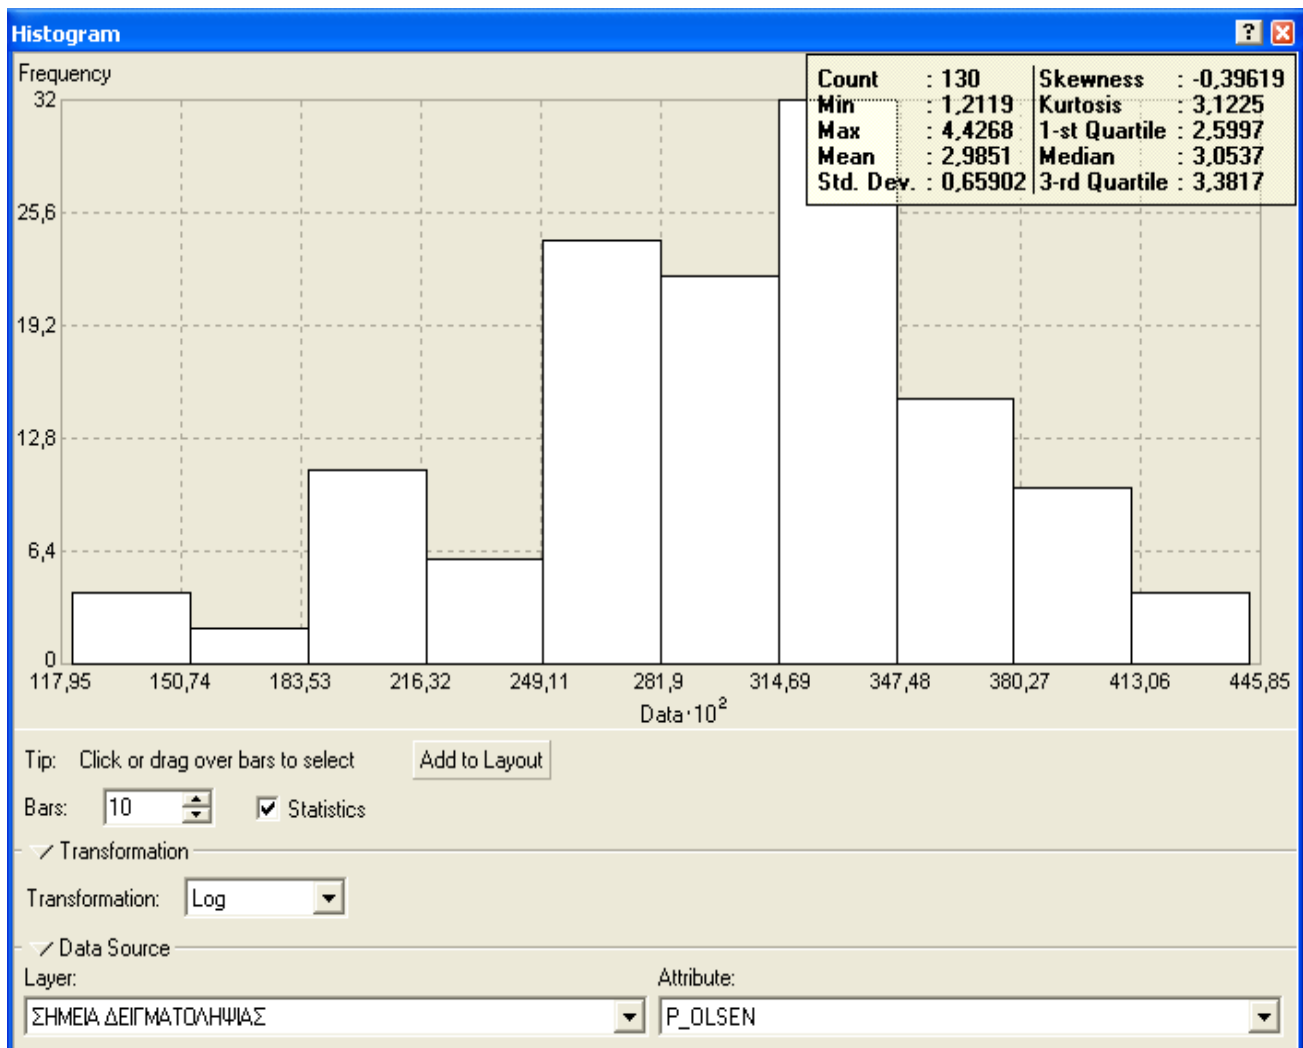 Histogram
Frequency
Count : 130 Skewness : -0,39619
Min : 1,2119 Kurtosis : 3,1225
Max : 4,4268 1-st Quartile : 2,5997
Mean : 2,9851 Median : 3,0537
Std. Dev. : 0,65902 3-rd Quartile : 3,3817
32
25,6
19,2
12,8
6,4
0
117,95 150,74 183,53 216,32 249,11 281,9 314,69 347,48 380,27 413,06 445,85
Data·10²
Tip: Click or drag over bars to select Add to Layout
Bars: 10 Statistics
Transformation
Transformation: Log
Data Source
Layer: Attribute:
ΣΗΜΕΙΑ ΔΕΙΓΜΑΤΟΛΗΨΙΑΣ P_OLSEN